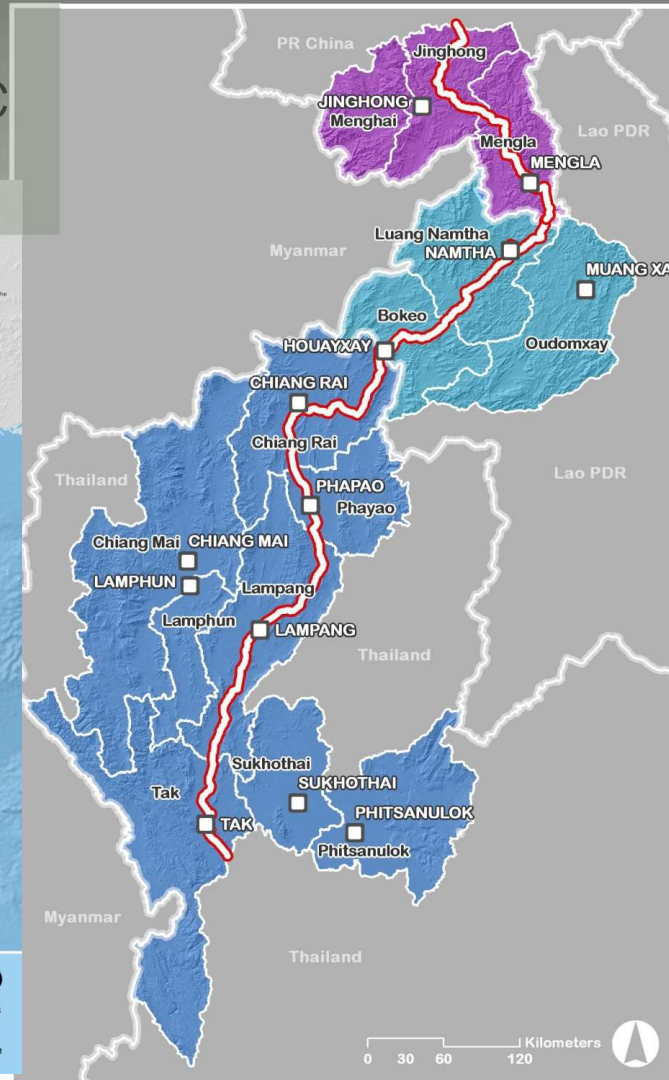 PR China
Jinghong
JINGHONG
Menghai
Lao PDR
Mengla
MENGLA
Luang Namtha
NAMTHA
Myanmar
MUANG XA
Bokeo
Oudomxay
HOUAYXAY
CHIANG RAI
Chiang Rai
Thailand
Lao PDR
PHAPAO
Phayao
Chiang Mai
CHIANG MAI
LAMPHUN
Lampang
Lamphun
LAMPANG
Thailand
Sukhothai
SUKHOTHAI
Tak
PHITSANULOK
TAK
Phitsanulok
Myanmar
Thailand
Kilometers
0 30 60 120